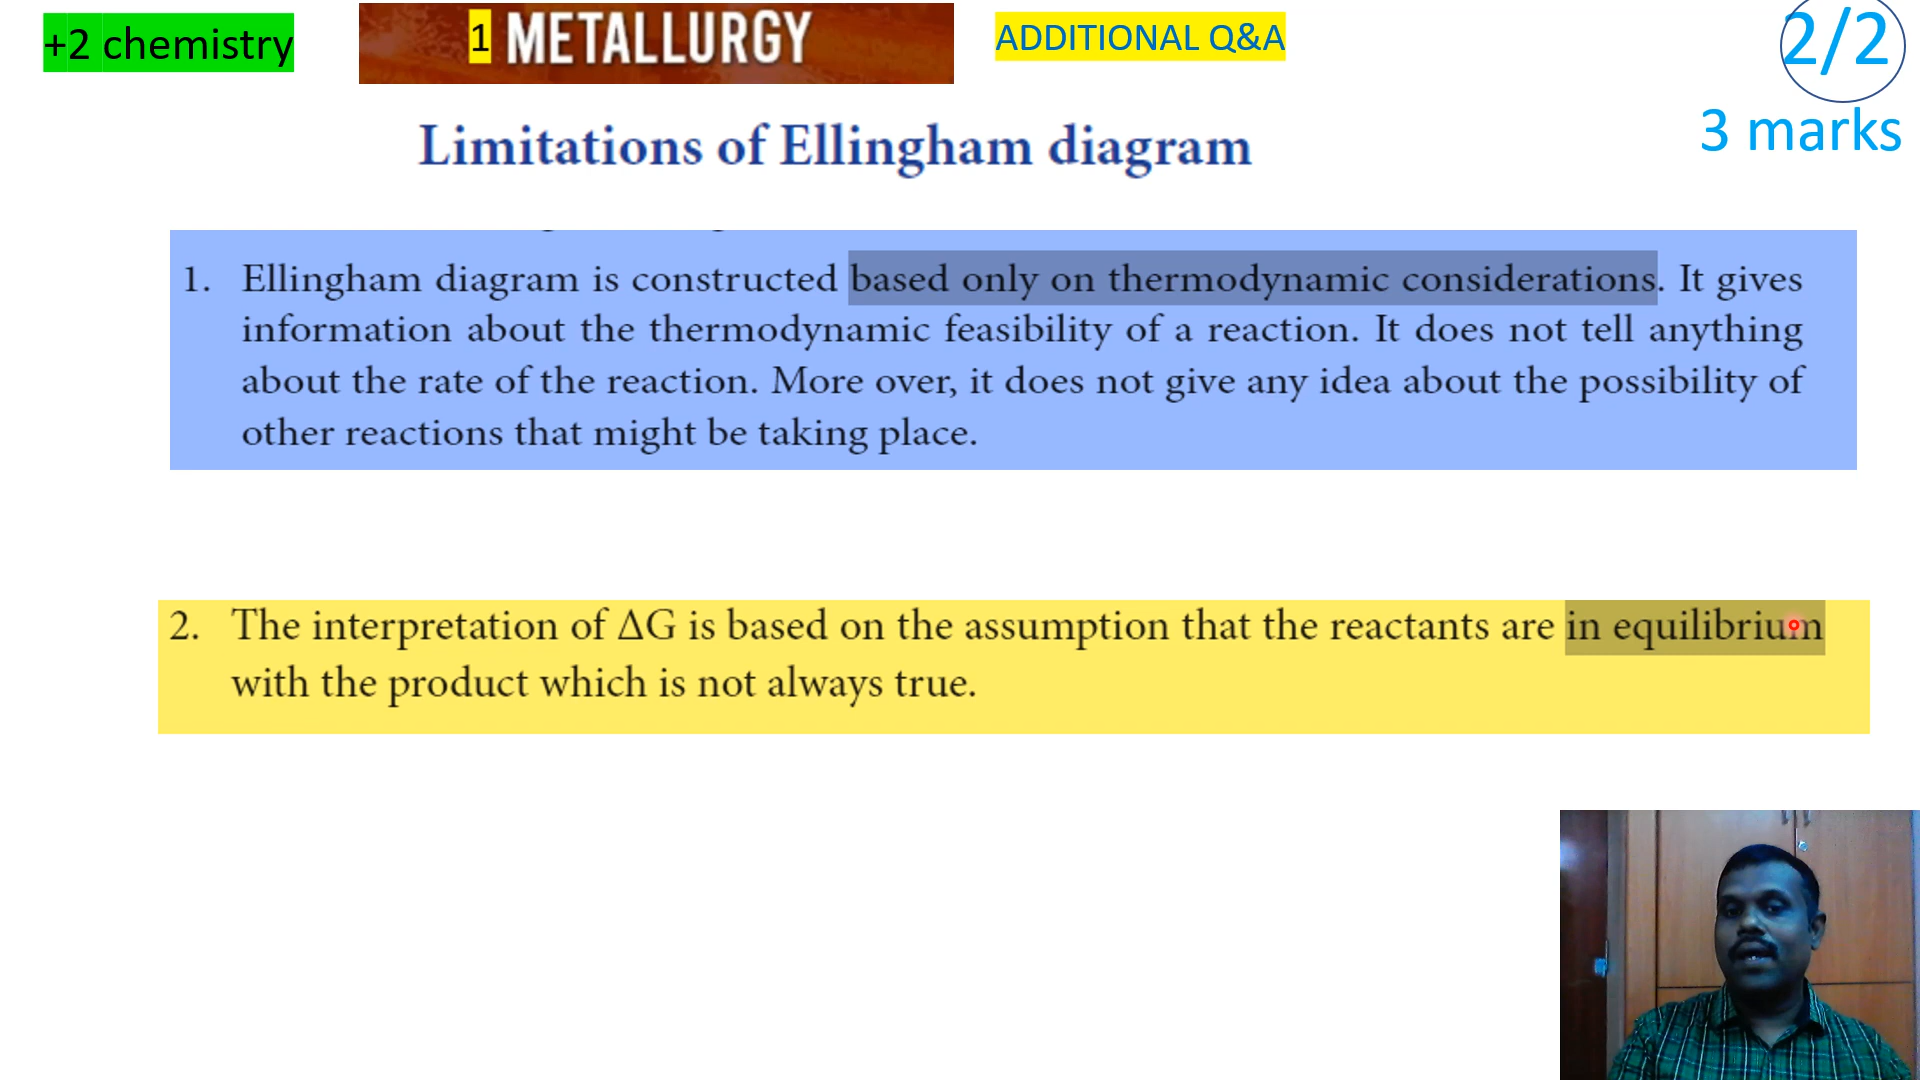 +2 chemistry
1 METALLURGY
ADDITIONAL Q&A
2/2
3 marks
Limitations of Ellingham diagram
1. Ellingham diagram is constructed based only on thermodynamic considerations. It gives
information about the thermodynamic feasibility of a reaction. It does not tell anything
about the rate of the reaction. More over, it does not give any idea about the possibility of
other reactions that might be taking place.
2. The interpretation of ΔG is based on the assumption that the reactants are in equilibrium
with the product which is not always true.